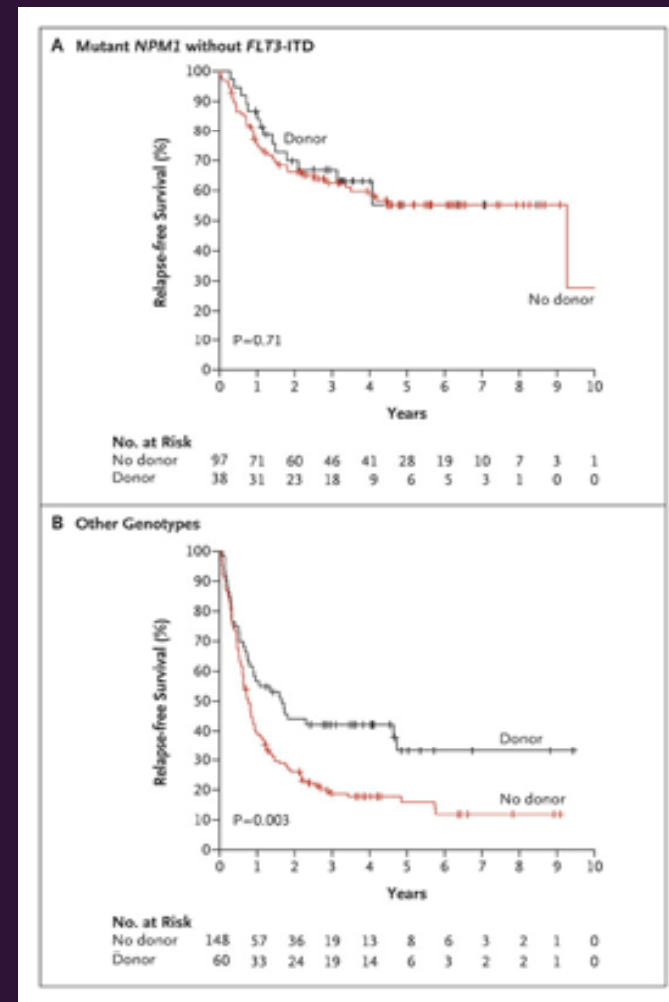 A Mutant NPM1 without FLT3-ITD
100
90
80
70
60
50
40
30
20
10
0
Relapse-free Survival (%)
Donor
No donor
P=0.71
0 1 2 3 4 5 6 7 8 9 10
Years
No. at Risk
No donor 97 71 60 46 41 28 19 10 7 3 1
Donor 38 31 23 18 9 6 5 3 1 0 0
B Other Genotypes
100
90
80
70
60
50
40
30
20
10
0
Relapse-free Survival (%)
Donor
No donor
P=0.003
0 1 2 3 4 5 6 7 8 9 10
Years
No. at Risk
No donor 148 57 36 19 13 8 6 3 2 1 0
Donor 60 33 24 19 14 6 3 2 2 1 0